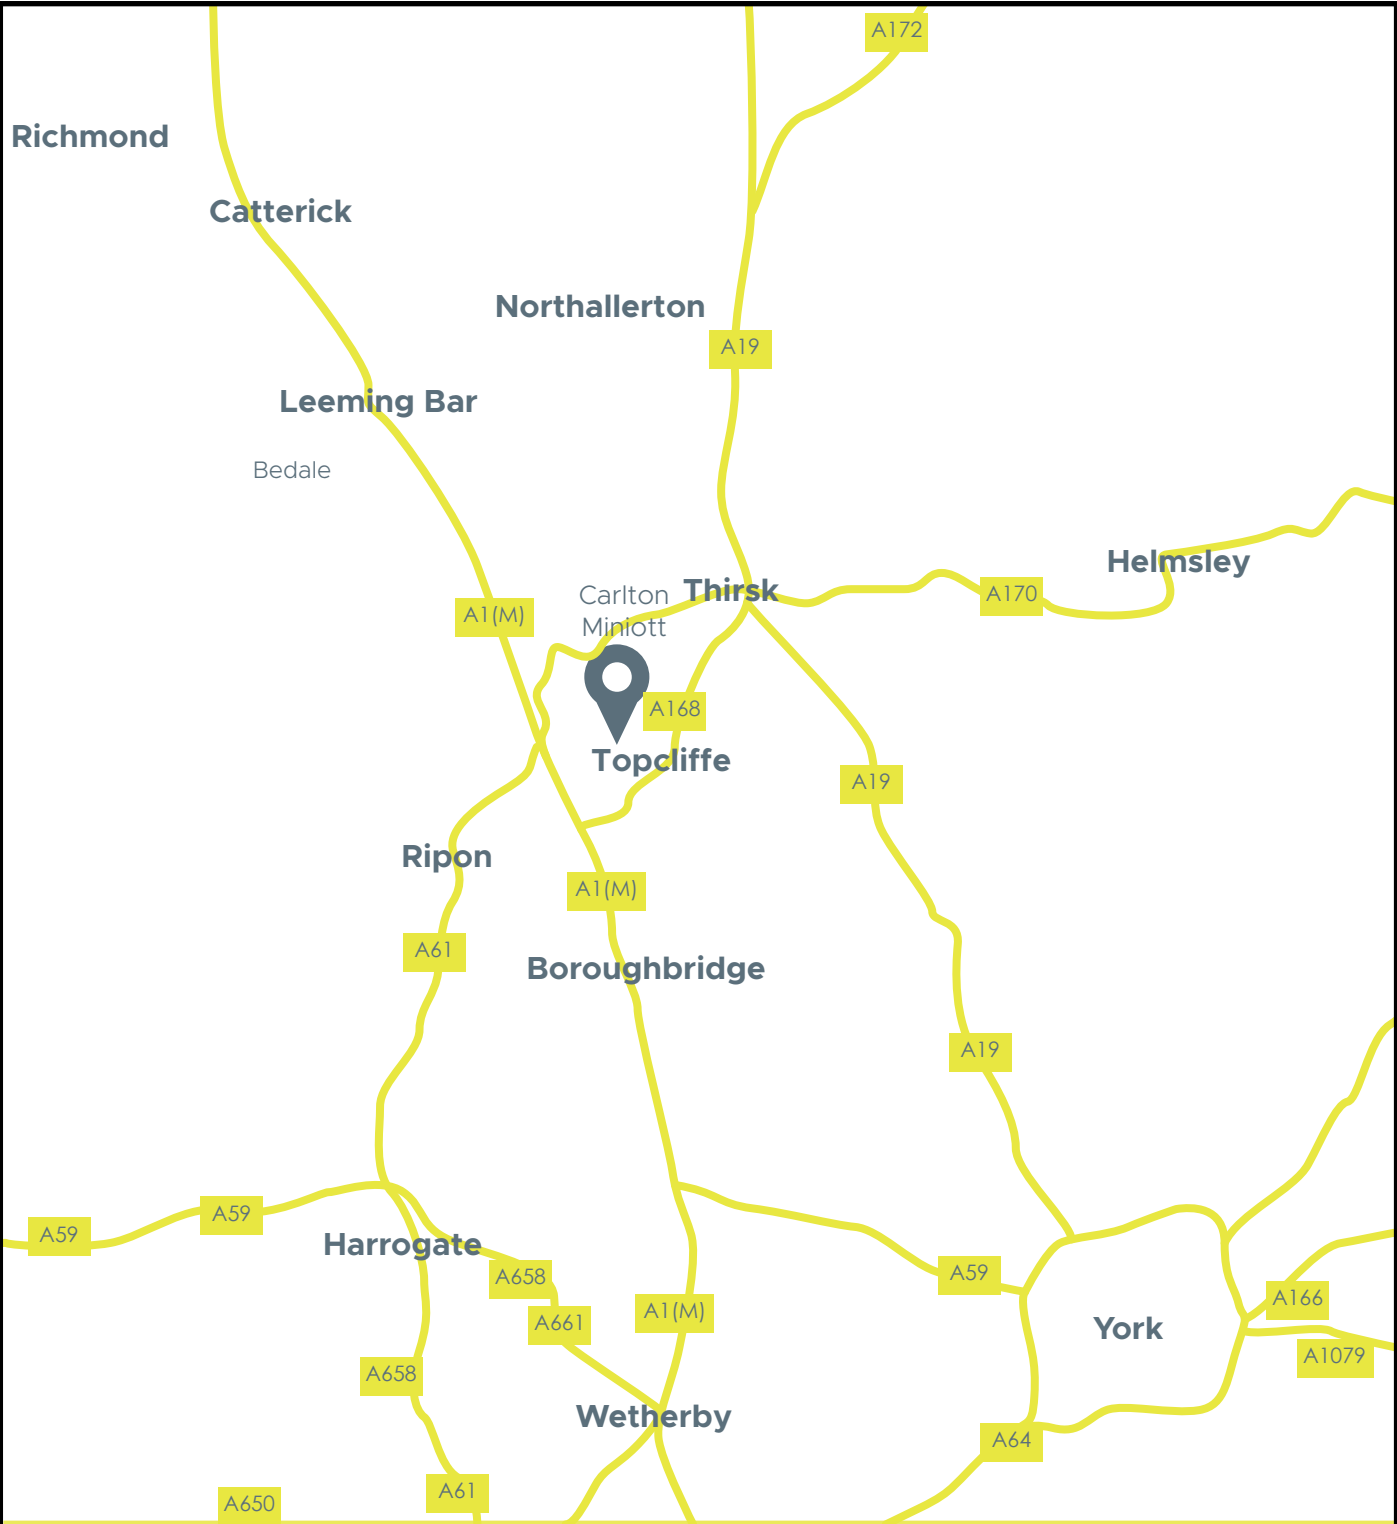 A172
Richmond
Catterick
Northallerton
A19
Leeming Bar
Bedale
Helmsley
Carlton
Miniott
Thirsk
A170
A1(M)
A168
Topcliffe
A19
Ripon
A1(M)
A61
Boroughbridge
A19
A59
A59
Harrogate
A658
A59
A166
A661
A1(M)
York
A1079
A658
Wetherby
A64
A61
A650